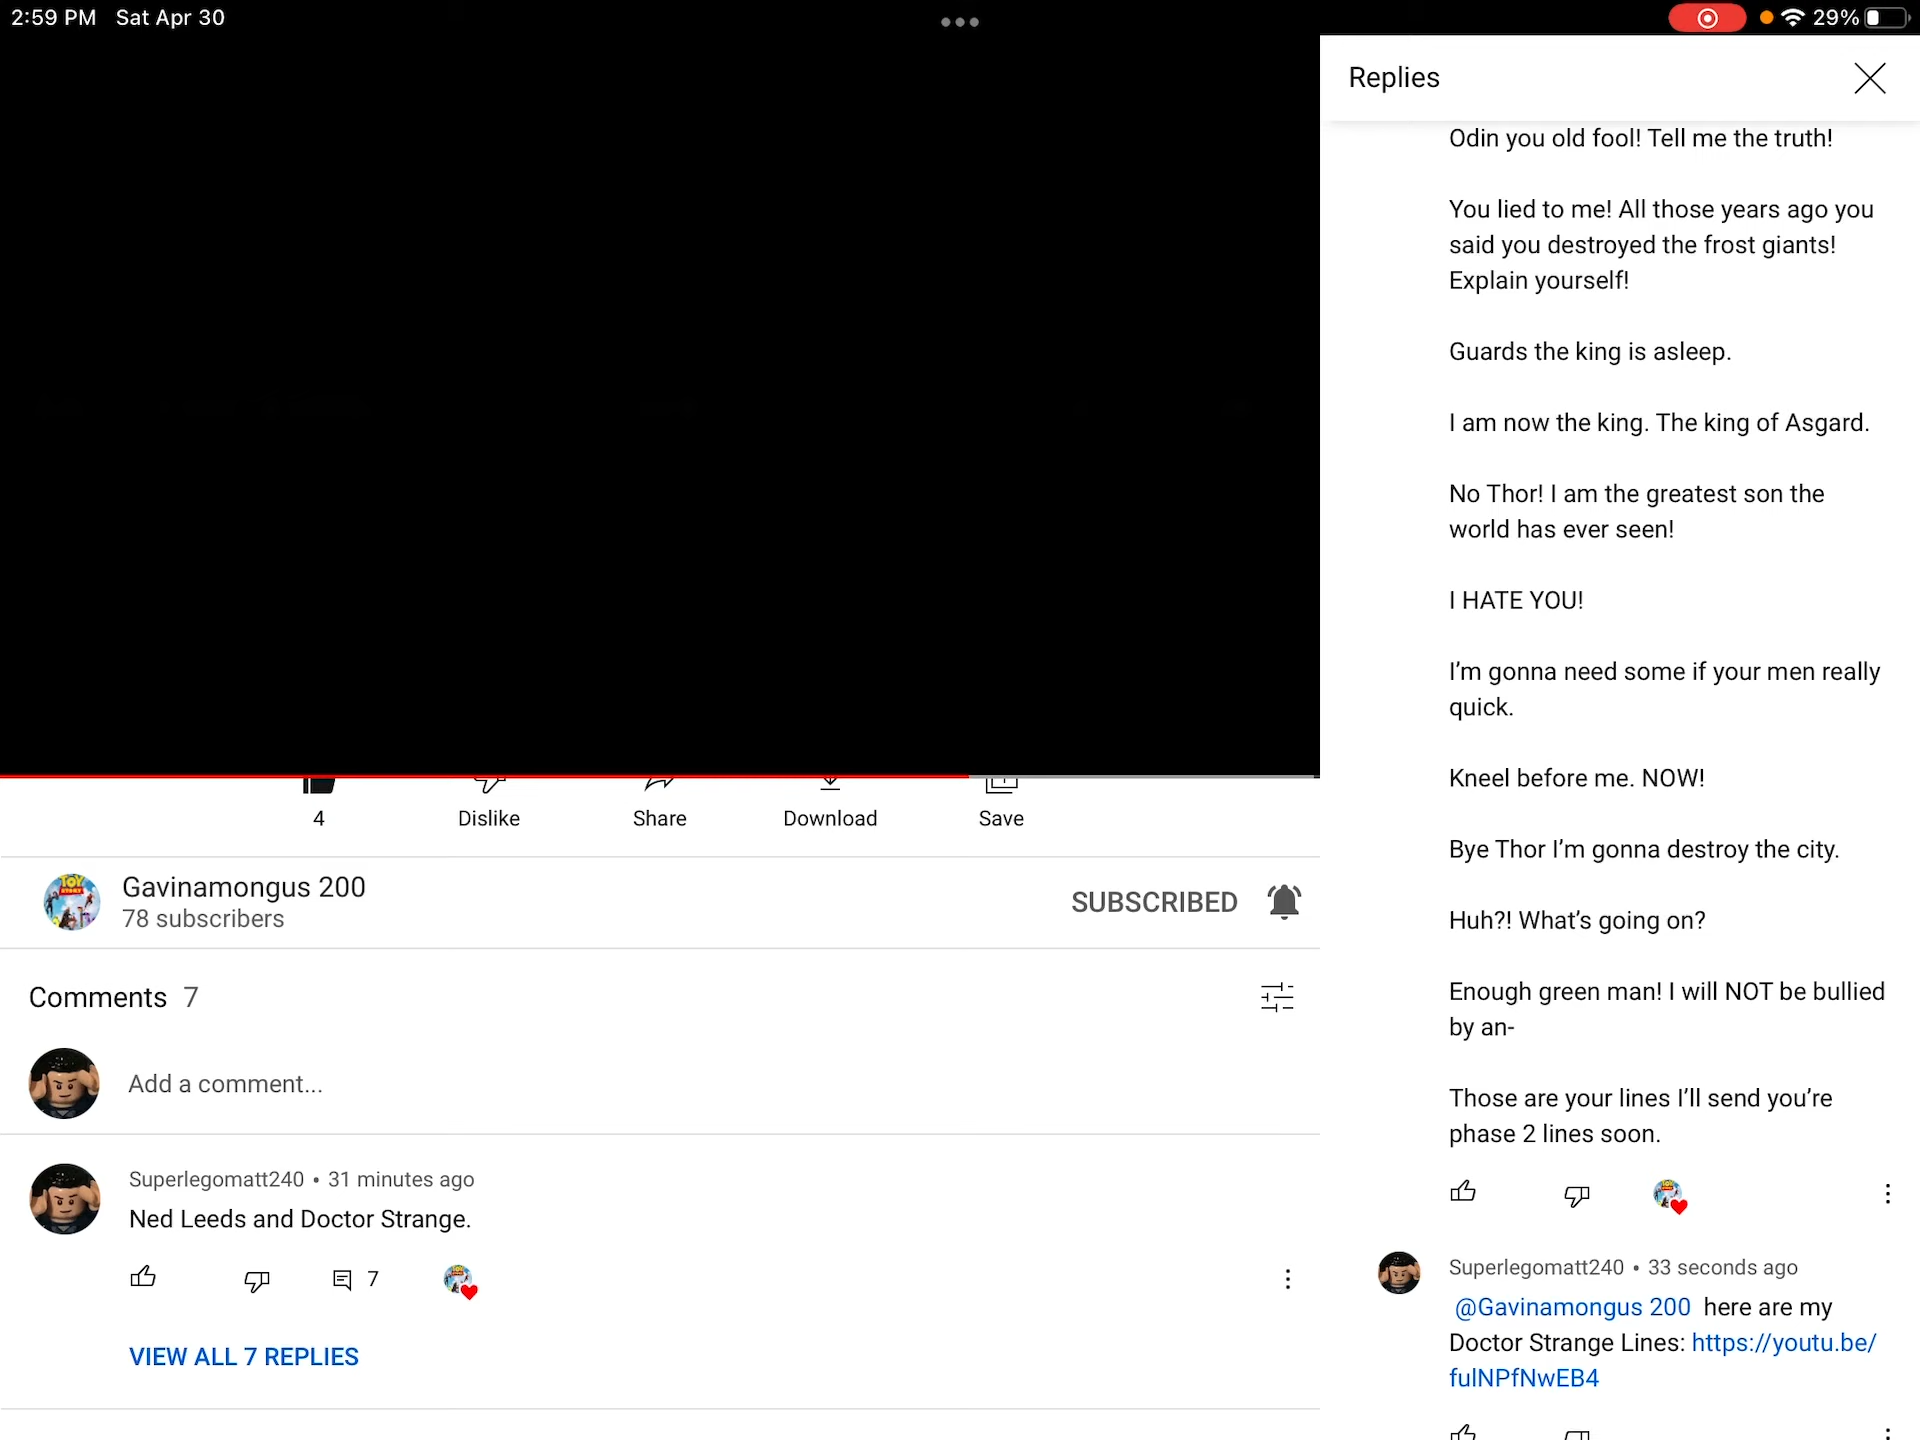 2:59 PM Sat Apr 30
29%
4
Dislike
Share
Download
Save
Gavinamongus 200
78 subscribers
SUBSCRIBED
Comments 7
Add a comment...
Superlegomatt240 • 31 minutes ago
Ned Leeds and Doctor Strange.
7
VIEW ALL 7 REPLIES
Replies
Odin you old fool! Tell me the truth!
You lied to me! All those years ago you
said you destroyed the frost giants!
Explain yourself!
Guards the king is asleep.
I am now the king. The king of Asgard.
No Thor! I am the greatest son the
world has ever seen!
I HATE YOU!
I’m gonna need some if your men really
quick.
Kneel before me. NOW!
Bye Thor I’m gonna destroy the city.
Huh?! What’s going on?
Enough green man! I will NOT be bullied
by an-
Those are your lines I’ll send you’re
phase 2 lines soon.
Superlegomatt240 • 33 seconds ago
@Gavinamongus 200 here are my
Doctor Strange Lines: https://youtu.be/
fulNPfNwEB4